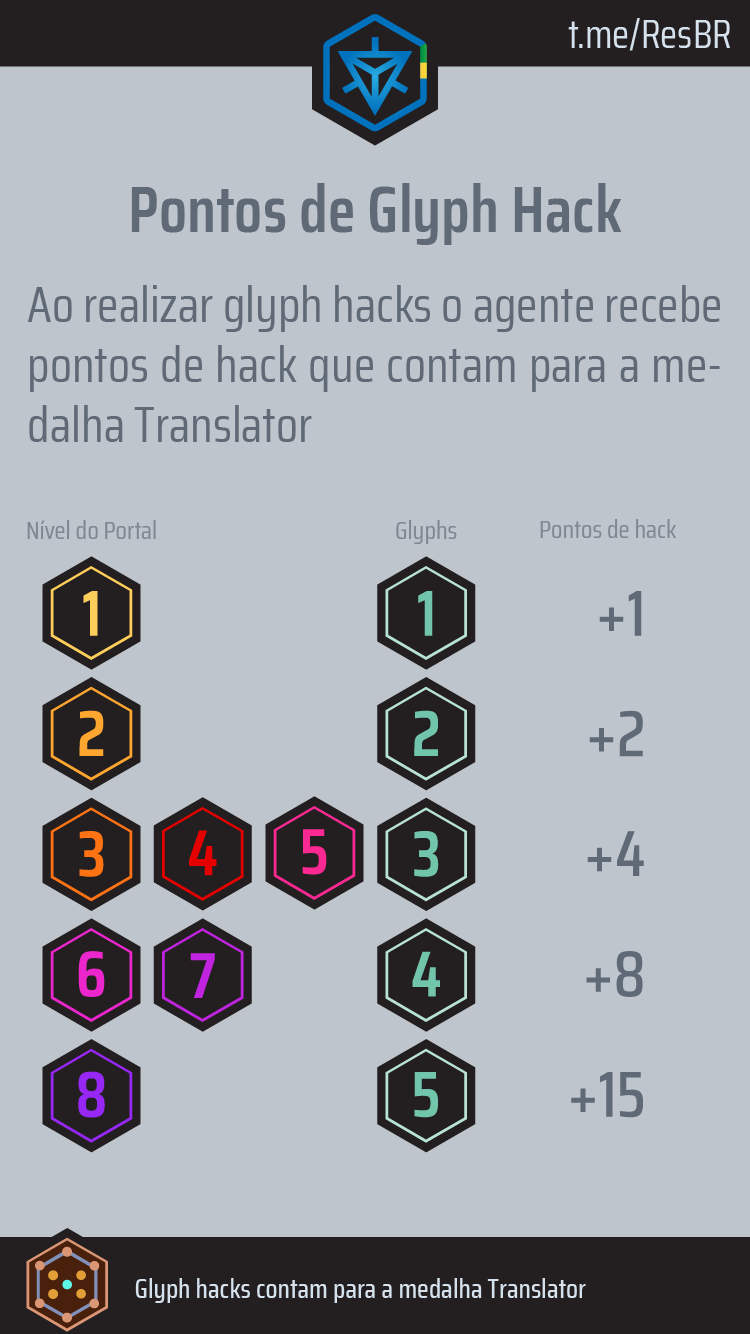 t.me/ResBR
Pontos de Glyph Hack
Ao realizar glyph hacks o agente recebe
pontos de hack que contam para a me-
dalha Translator
Nível do Portal Glyphs Pontos de hack
1 1 +1
2 2 +2
3 4 5 3 +4
6 7 4 +8
8 5 +15
Glyph hacks contam para a medalha Translator